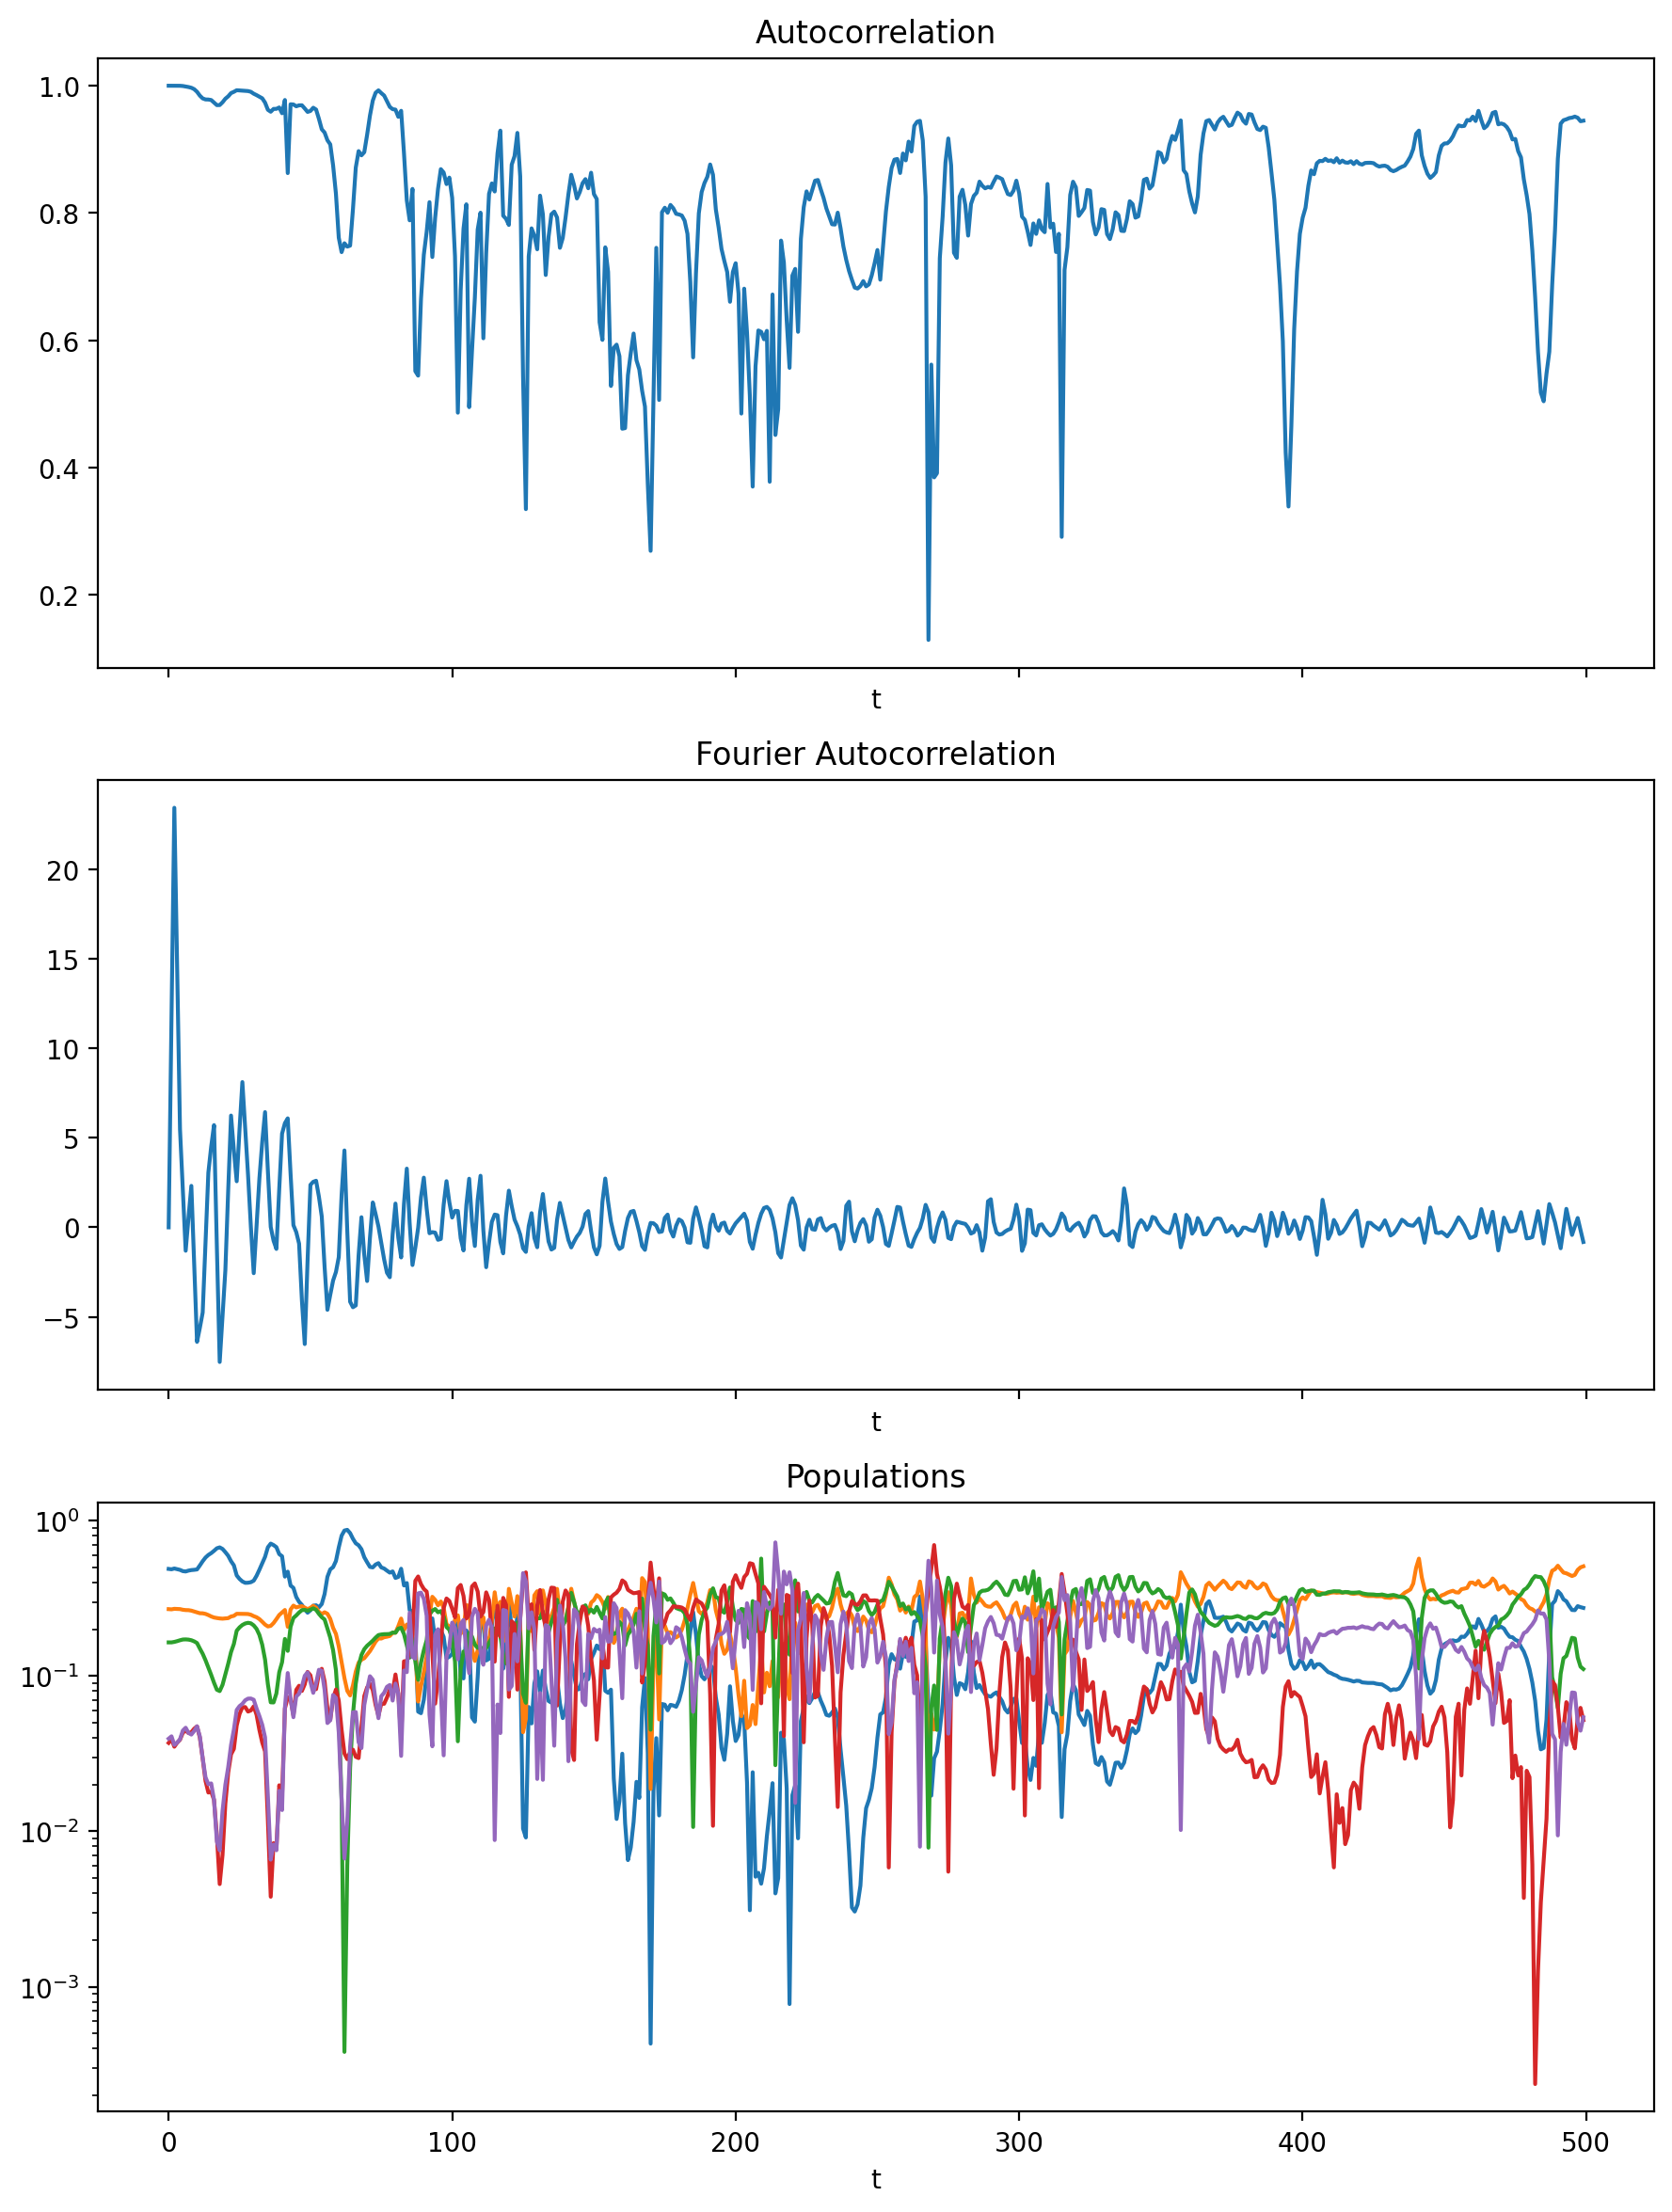 Autocorrelation
1.0
0.8
0.6
0.4
0.2
t
Fourier Autocorrelation
20
15
10
5
0
−5
t
Populations
10⁰
10⁻¹
10⁻²
10⁻³
0 100 200 300 400 500
t